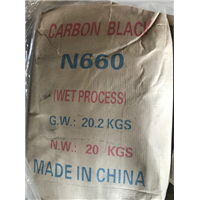 CARBON BLACK
N660
(WET PROCESS)
G.W.: 20.2 KGS
N.W.: 20 KGS
MADE IN CHINA